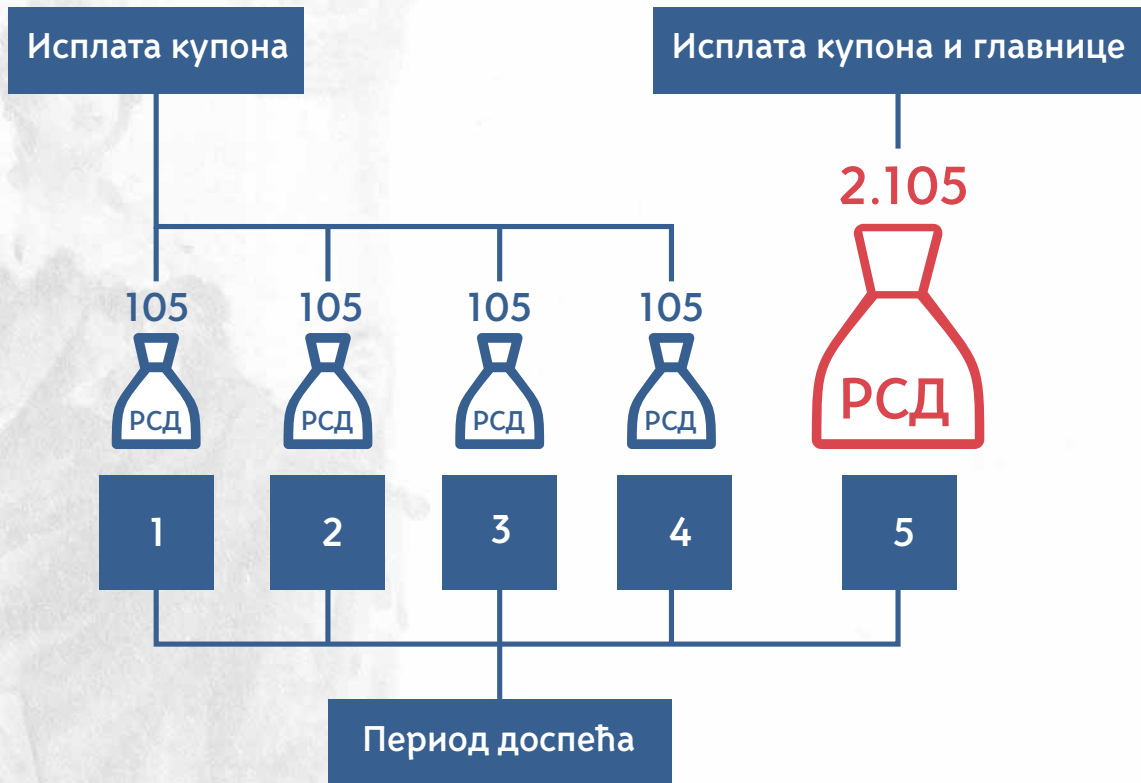 Исплата купона
Исплата купона и главнице
2.105
105
105
105
105
РСД
РСД
РСД
РСД
РСД
1
2
3
4
5
Период доспећа